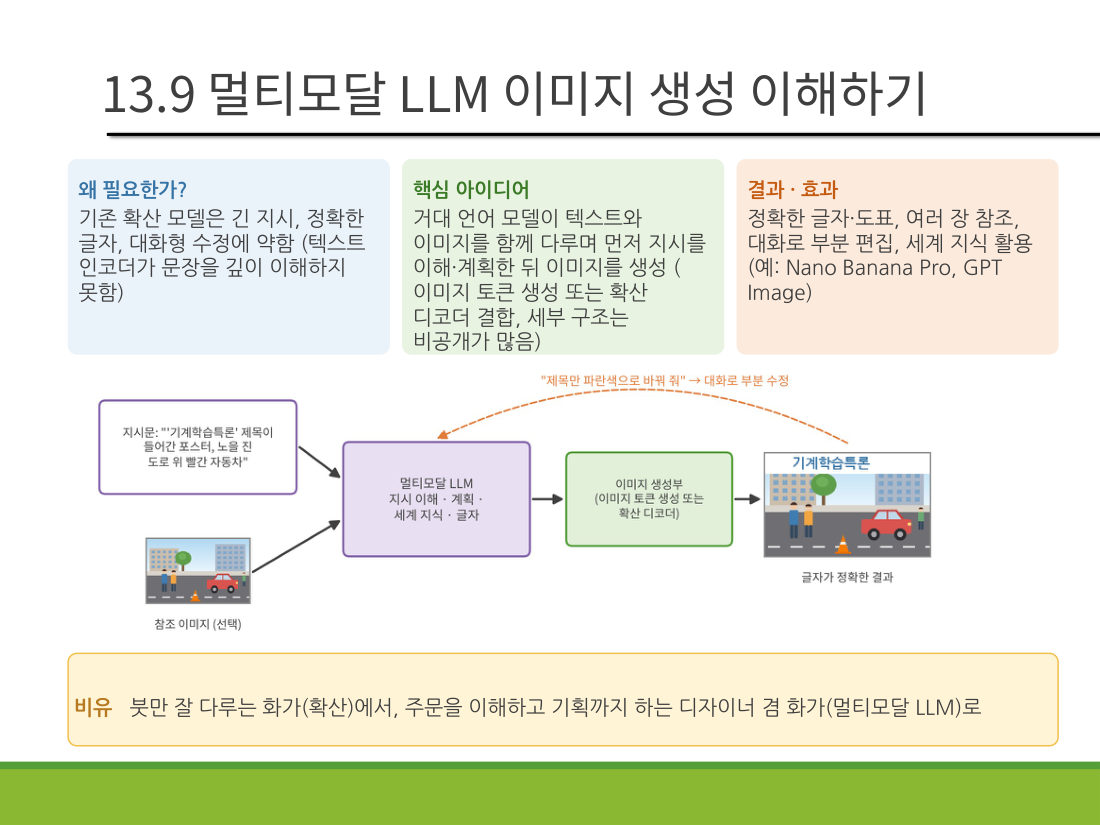 13.9 멀티모달 LLM 이미지 생성 이해하기
왜 필요한가?
기존 확산 모델은 긴 지시, 정확한
글자, 대화형 수정에 약함 (텍스트
인코더가 문장을 깊이 이해하지
못함)
핵심 아이디어
거대 언어 모델이 텍스트와
이미지를 함께 다루며 먼저 지시를
이해·계획한 뒤 이미지를 생성 (
이미지 토큰 생성 또는 확산
디코더 결합, 세부 구조는
비공개가 많음)
결과 · 효과
정확한 글자·도표, 여러 장 참조,
대화로 부분 편집, 세계 지식 활용
(예: Nano Banana Pro, GPT
Image)
"제목만 파란색으로 바꿔 줘" → 대화로 부분 수정
지시문: "'기계학습특론' 제목이
들어간 포스터, 노을 진
도로 위 빨간 자동차"
멀티모달 LLM
지시 이해 · 계획 ·
세계 지식 · 글자
이미지 생성부
(이미지 토큰 생성 또는
확산 디코더)
기계학습특론
글자가 정확한 결과
참조 이미지 (선택)
비유 붓만 잘 다루는 화가(확산)에서, 주문을 이해하고 기획까지 하는 디자이너 겸 화가(멀티모달 LLM)로